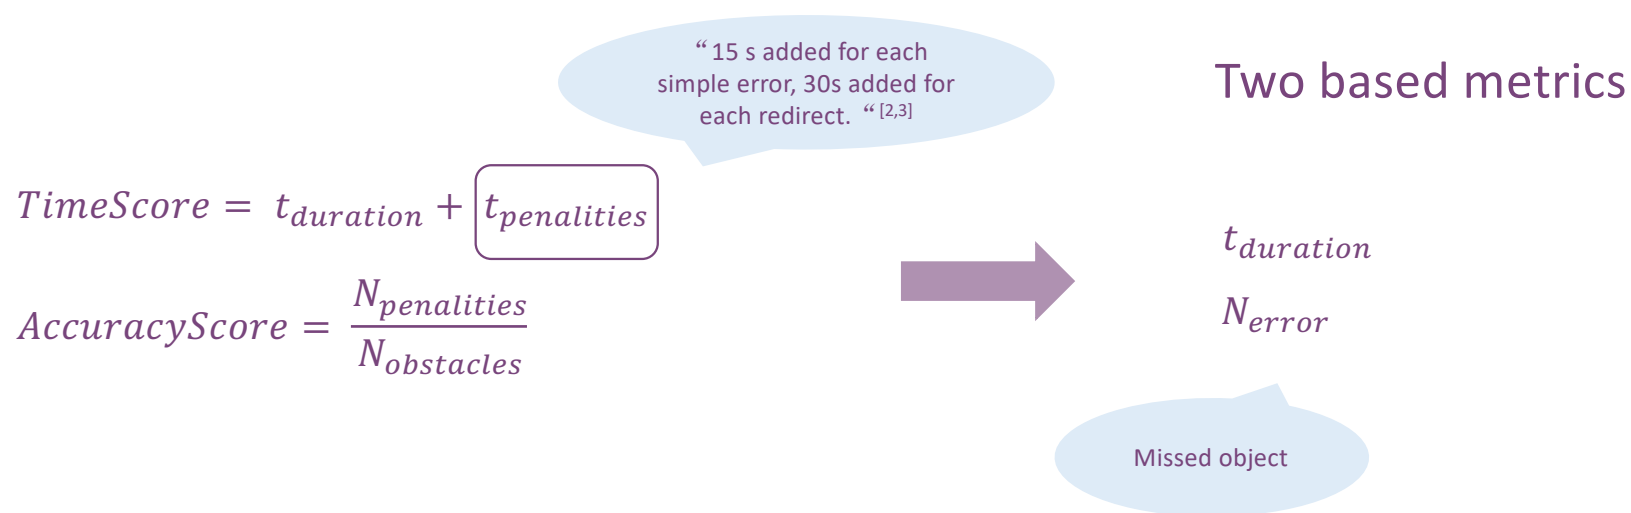 “ 15 s added for each
simple error, 30s added for
each redirect. “ [2,3]
Two based metrics
TimeScore = t_duration + t_penalities
AccuracyScore = N_penalities / N_obstacles
t_duration
N_error
Missed object